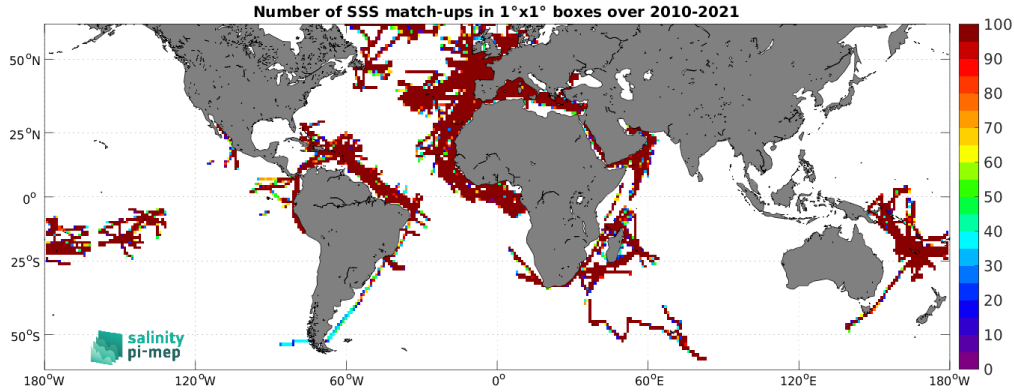 Number of SSS match-ups in 1°x1° boxes over 2010-2021
100
90
80
70
60
50
40
30
20
10
0
50°N
25°N
0°
25°S
50°S
salinity
pi-mep
180°W 120°W 60°W 0° 60°E 120°E 180°W